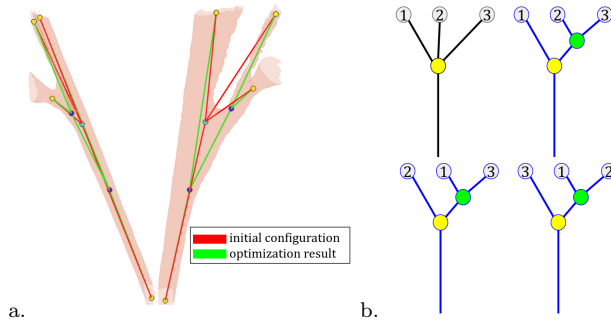 1 2 3
1 2 3
2 1 3
3 1 2
initial configuration
optimization result
a.
b.